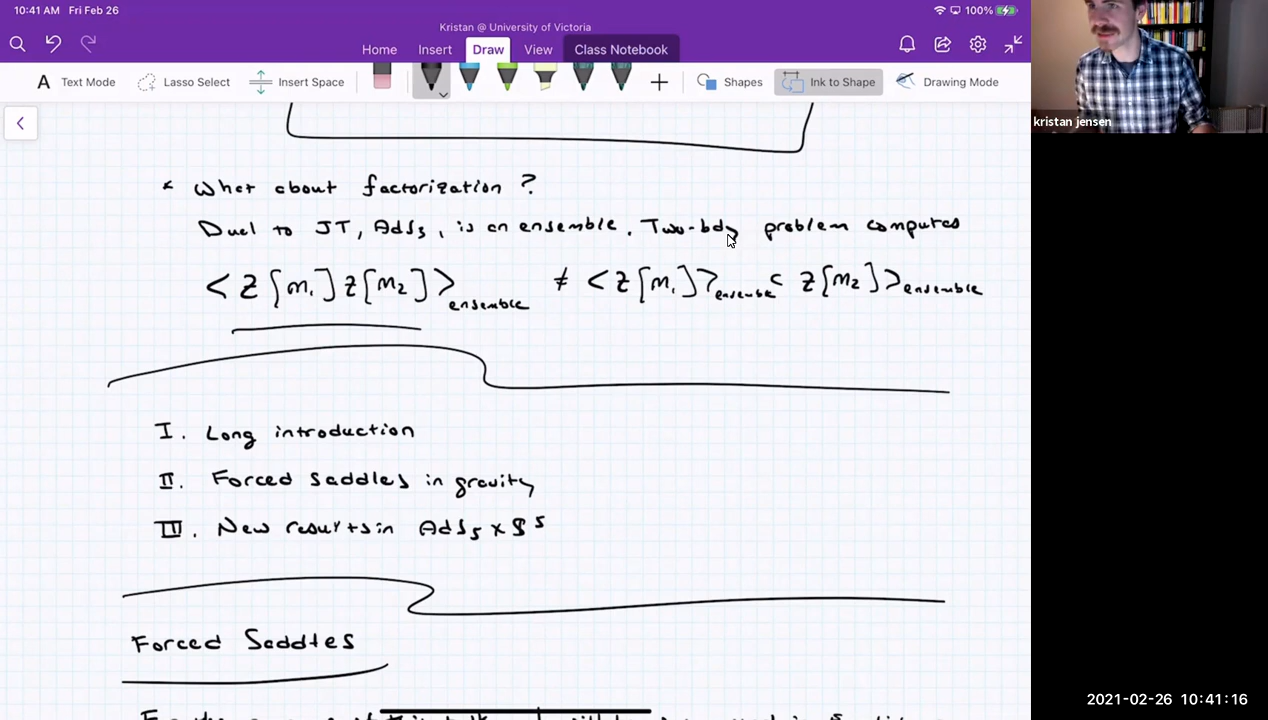 10:41 AM Fri Feb 26
100%
Kristan @ University of Victoria
Home Insert Draw View Class Notebook
A Text Mode Lasso Select Insert Space Shapes Ink to Shape Drawing Mode
kristan jensen
* What about factorization ?
Dual to JT, AdS3, is an ensemble. Two-bdy problem computes
< Z[M1] Z[M2] >ensemble ≠ < Z[M1] >ensemble < Z[M2] >ensemble
I. Long introduction
II. Forced saddles in gravity
III. New results in AdS5 x S5
Forced Saddles
2021-02-26 10:41:16